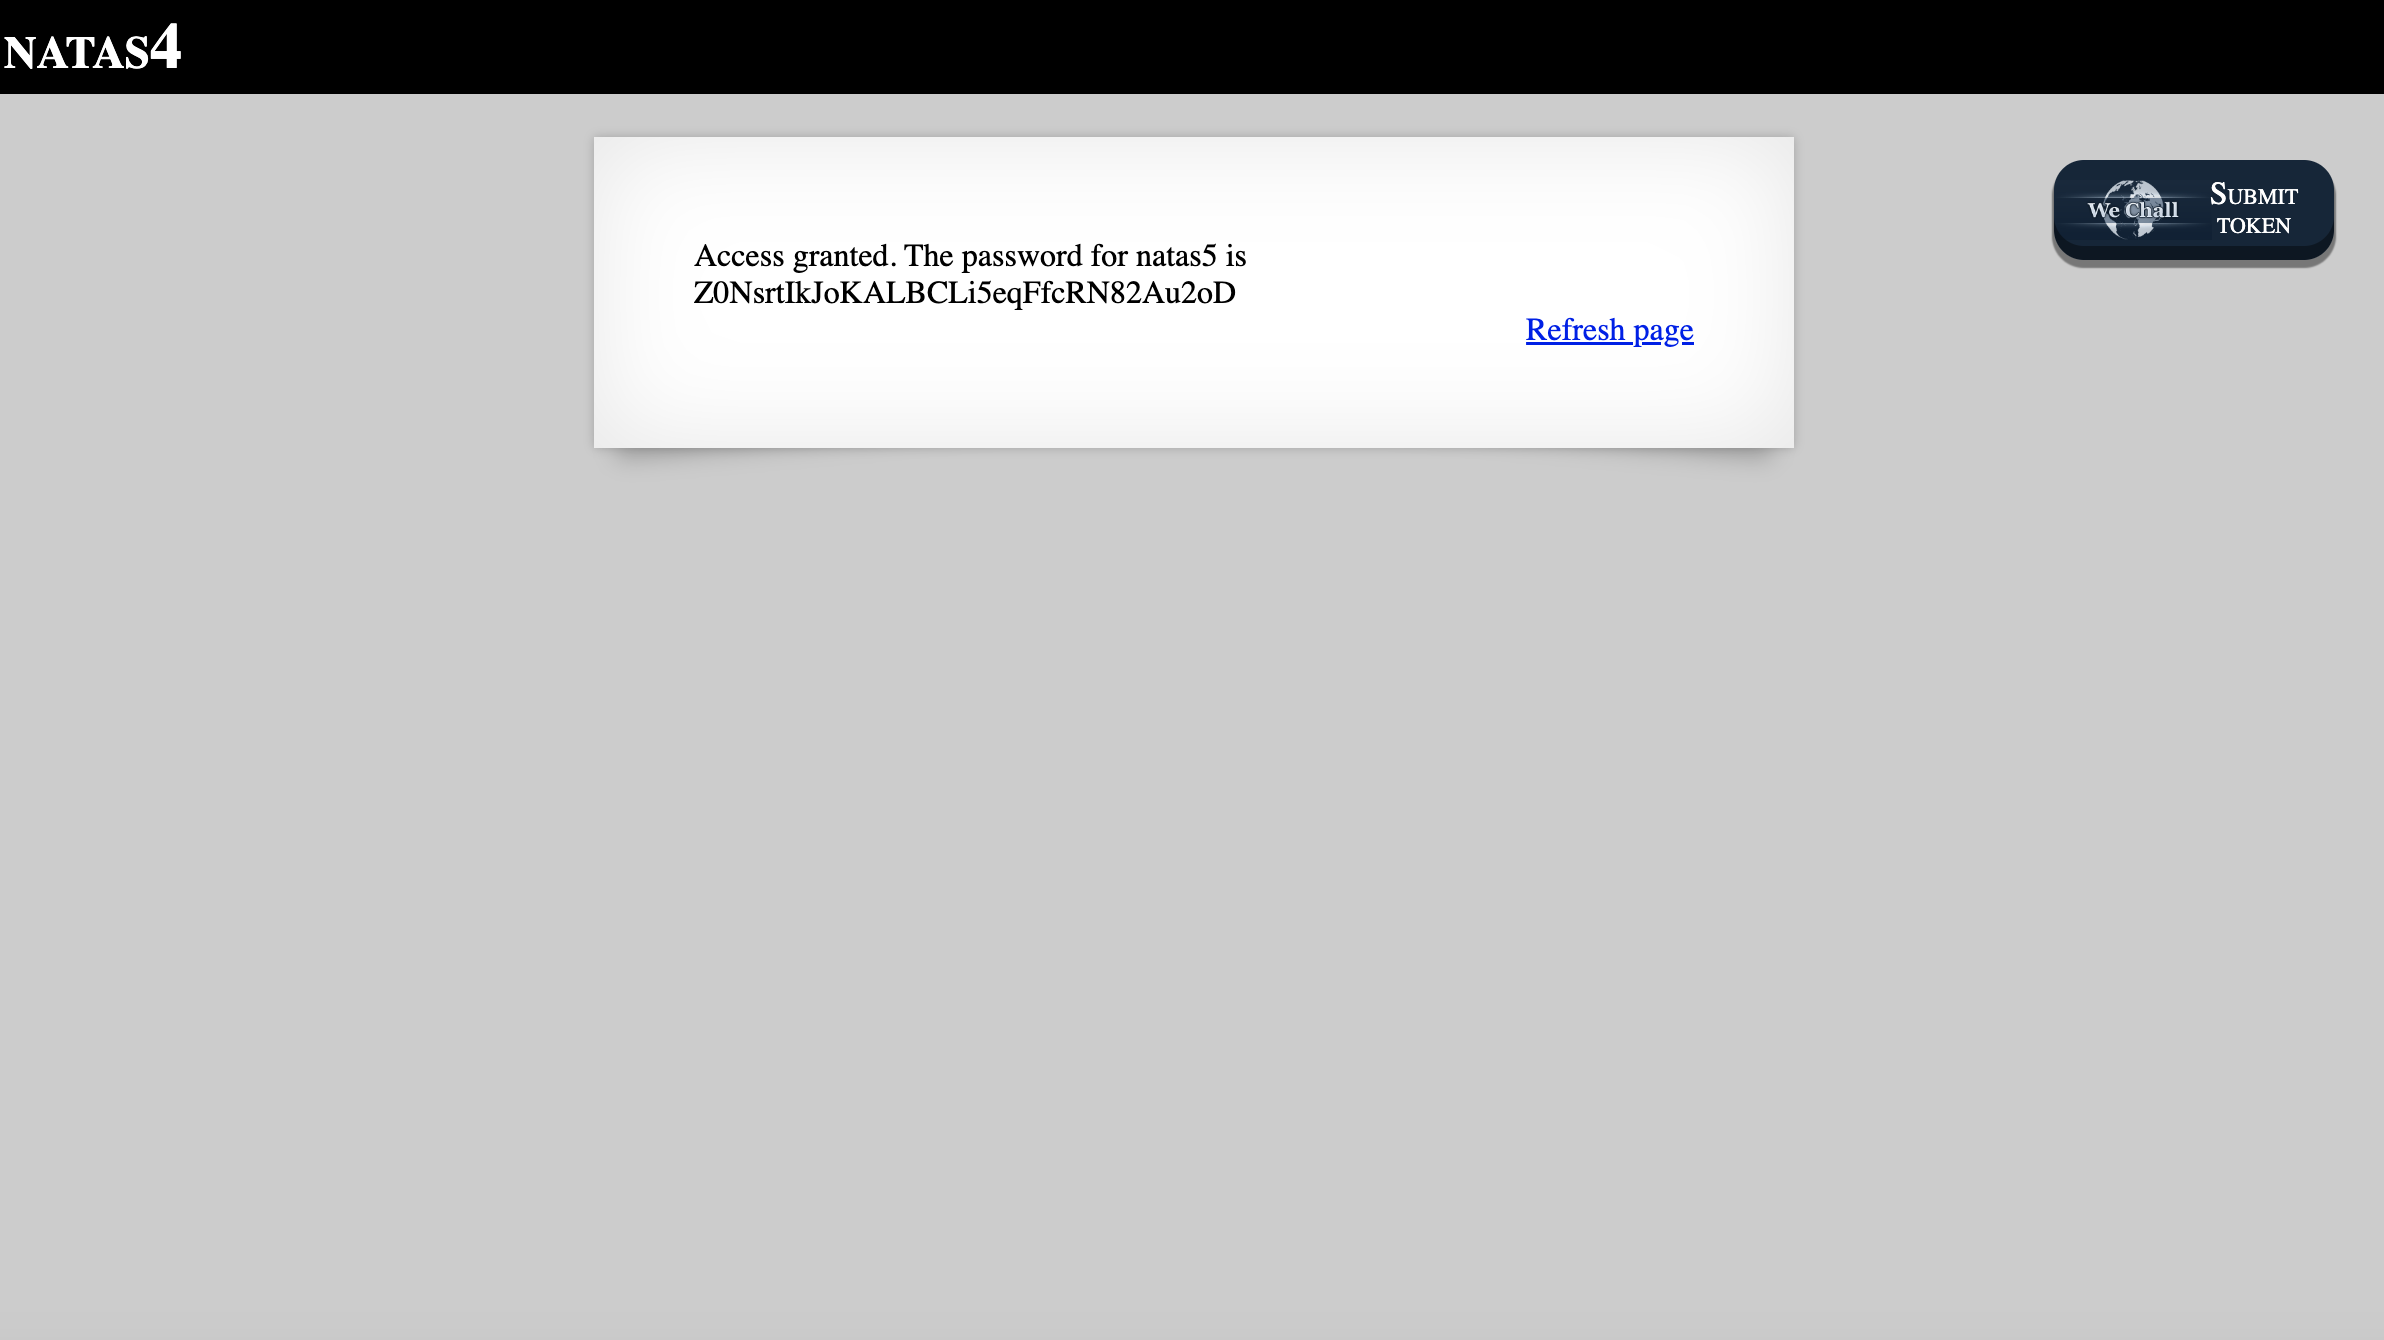 NATAS4
Access granted. The password for natas5 is
Z0NsrtIkJoKALBCLi5eqFfcRN82Au2oD
Refresh page
We Chall
SUBMIT
TOKEN